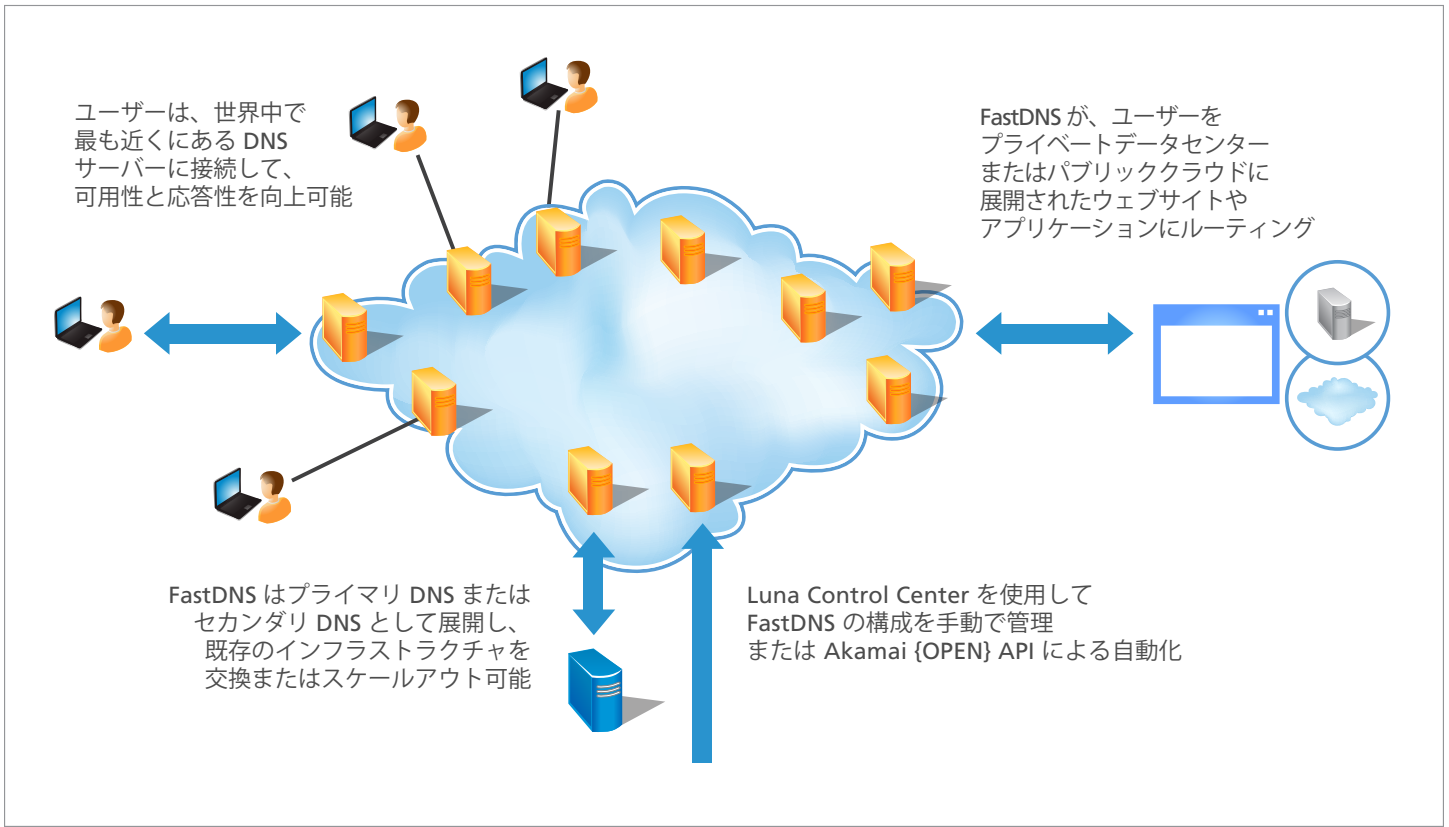 ユーザーは、世界中で
最も近くにある DNS
サーバーに接続して、
可用性と応答性を向上可能
FastDNS が、ユーザーを
プライベートデータセンター
またはパブリッククラウドに
展開されたウェブサイトや
アプリケーションにルーティング
FastDNS はプライマリ DNS または
セカンダリ DNS として展開し、
既存のインフラストラクチャを
交換またはスケールアウト可能
Luna Control Center を使用して
FastDNS の構成を手動で管理
または Akamai {OPEN} API による自動化